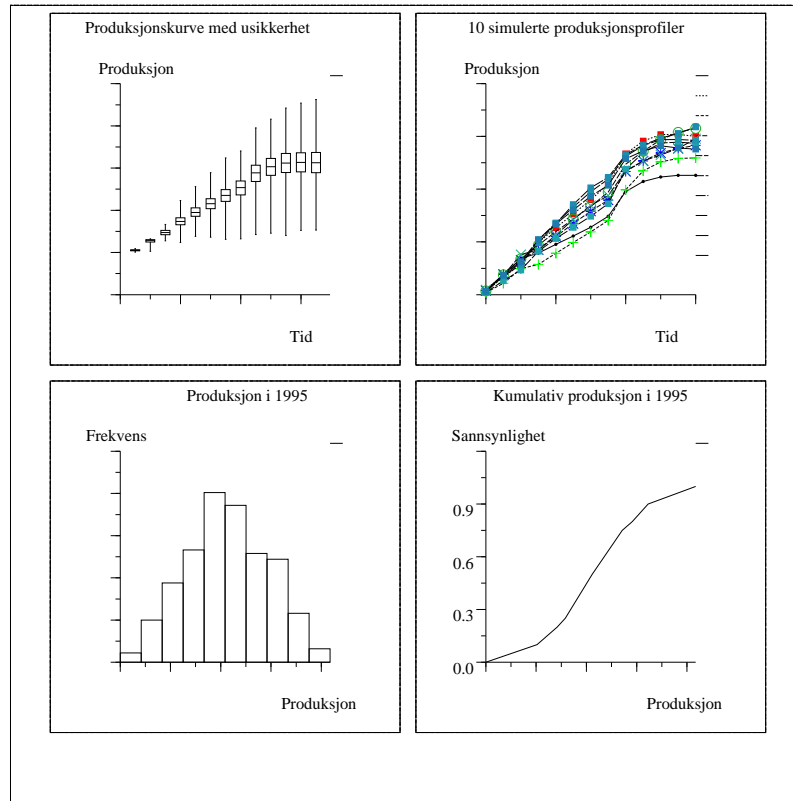 Produksjonskurve med usikkerhet
Produksjon
Tid
10 simulerte produksjonsprofiler
Produksjon
Tid
Produksjon i 1995
Frekvens
Produksjon
Kumulativ produksjon i 1995
Sannsynlighet
0.9
0.6
0.3
0.0
Produksjon